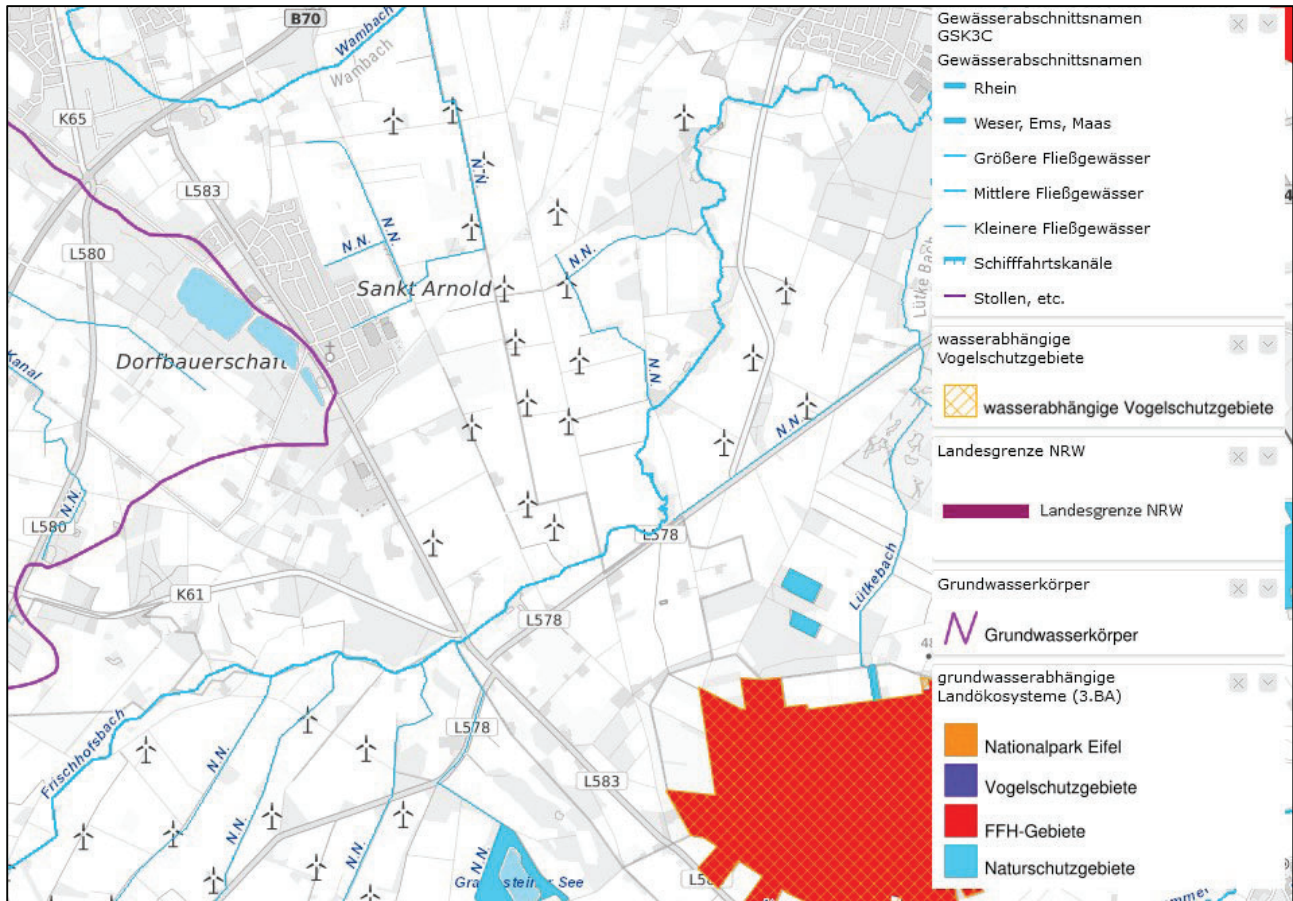 B70
Wambach
Wambach
K65
L583
N.N.
N.N.
N.N.
N.N.
L580
Sankt Arnold
Dorfbauerschaft
Kanal
N.N.
N.N.
Lütke
N.N.
L580
L578
Lütkebach
K61
L578
48
Frischhofsbach
N.N.
N.N.
N.N.
L578
L583
N.N.
See
Gewässerabschnittsnamen
GSK3C
Gewässerabschnittsnamen
Rhein
Weser, Ems, Maas
Größere Fließgewässer
Mittlere Fließgewässer
Kleinere Fließgewässer
Schifffahrtskanäle
Stollen, etc.
wasserabhängige
Vogelschutzgebiete
wasserabhängige Vogelschutzgebiete
Landesgrenze NRW
Landesgrenze NRW
Grundwasserkörper
Grundwasserkörper
grundwasserabhängige
Landökosysteme (3.BA)
Nationalpark Eifel
Vogelschutzgebiete
FFH-Gebiete
Naturschutzgebiete